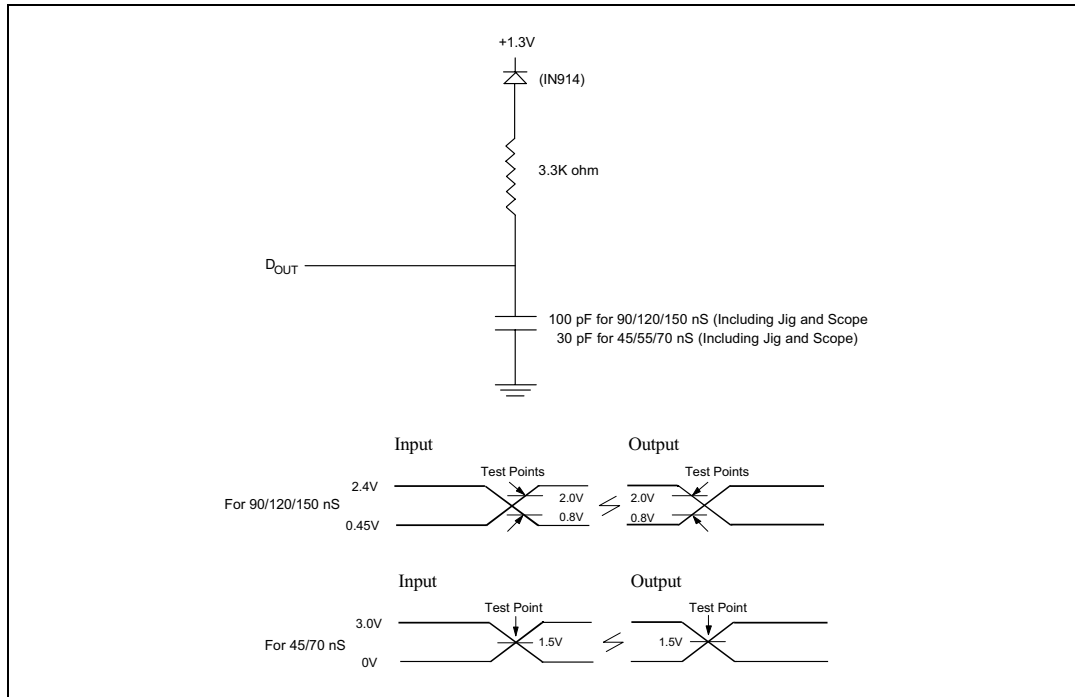 +1.3V
(IN914)
3.3K ohm
DOUT
100 pF for 90/120/150 nS (Including Jig and Scope
30 pF for 45/55/70 nS (Including Jig and Scope)
Input Output
Test Points Test Points
2.4V
2.0V 2.0V
For 90/120/150 nS
0.8V 0.8V
0.45V
Input Output
Test Point Test Point
3.0V
For 45/70 nS 1.5V 1.5V
0V